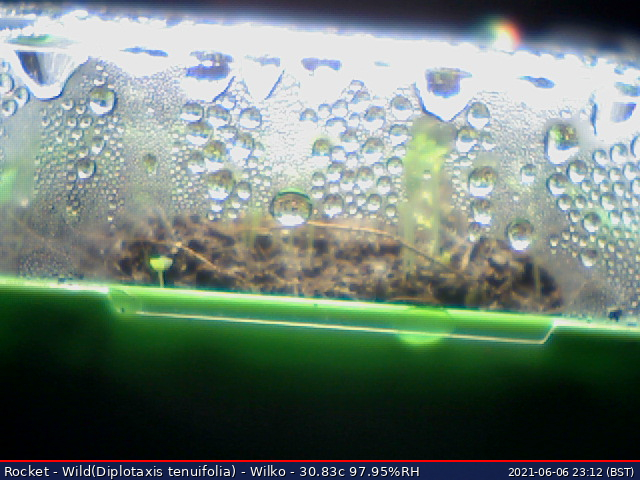 Rocket - Wild(Diplotaxis tenuifolia) - Wilko - 30.83c 97.95%RH 2021-06-06 23:12 (BST)